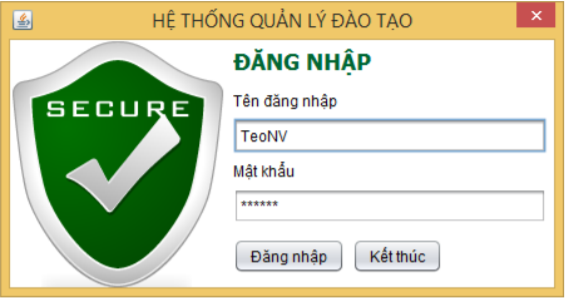 HỆ THỐNG QUẢN LÝ ĐÀO TẠO
SECURE
ĐĂNG NHẬP
Tên đăng nhập
TeoNV
Mật khẩu
******
Đăng nhập
Kết thúc